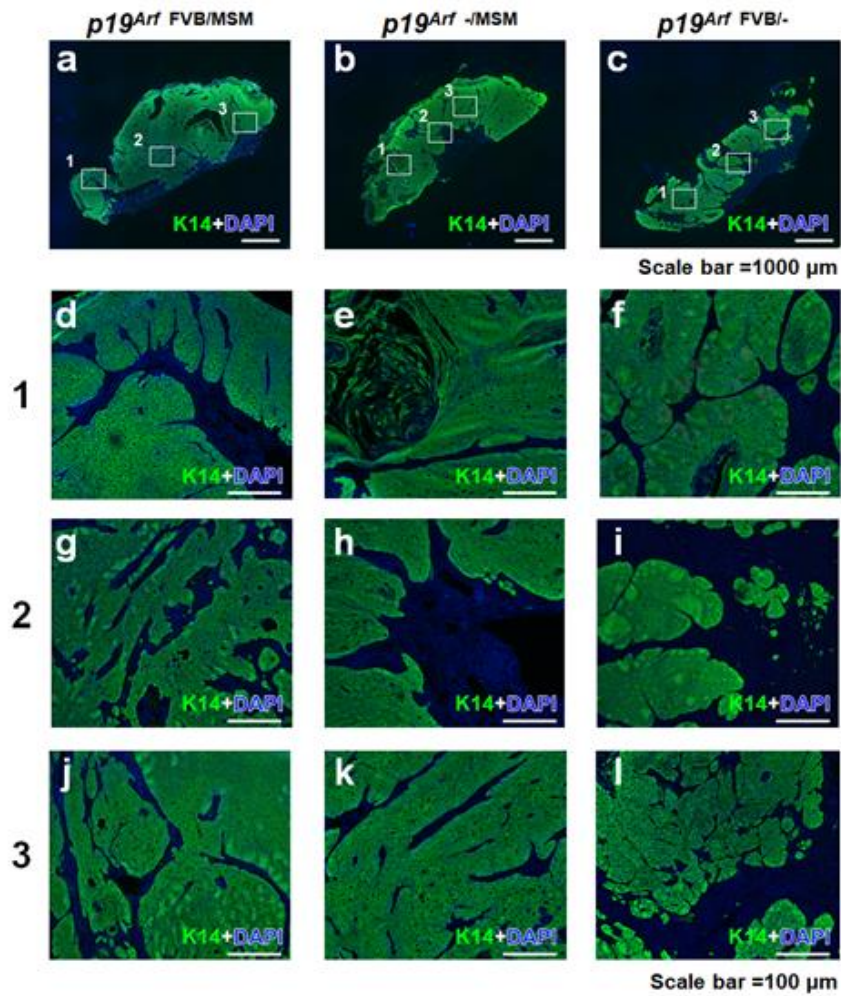 p19Arf FVB/MSM
p19Arf -/MSM
p19Arf FVB/-
a
3
2
1
K14+DAPI
b
3
2
1
K14+DAPI
c
3
2
1
K14+DAPI
Scale bar =1000 μm
1
d
K14+DAPI
e
K14+DAPI
f
K14+DAPI
2
g
K14+DAPI
h
K14+DAPI
i
K14+DAPI
3
j
K14+DAPI
k
K14+DAPI
l
K14+DAPI
Scale bar =100 μm